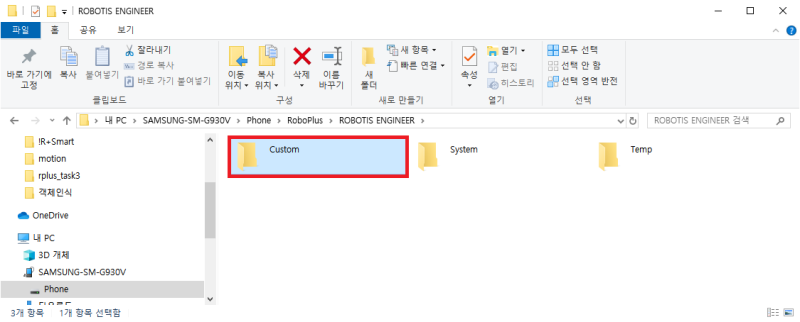 ROBOTIS ENGINEER
파일 홈 공유 보기
바로 가기에 고정
복사
붙여넣기
잘라내기
경로 복사
바로 가기 붙여넣기
클립보드
이동 위치
복사 위치
삭제
이름 바꾸기
구성
새 폴더
새 항목
빠른 연결
새로 만들기
속성
열기
편집
히스토리
열기
모두 선택
선택 안 함
선택 영역 반전
선택
내 PC > SAMSUNG-SM-G930V > Phone > RoboPlus > ROBOTIS ENGINEER >
ROBOTIS ENGINEER 검색
!R+Smart
motion
rplus_task3
객체인식
OneDrive
내 PC
3D 개체
SAMSUNG-SM-G930V
Phone
Custom
System
Temp
3개 항목 1개 항목 선택함